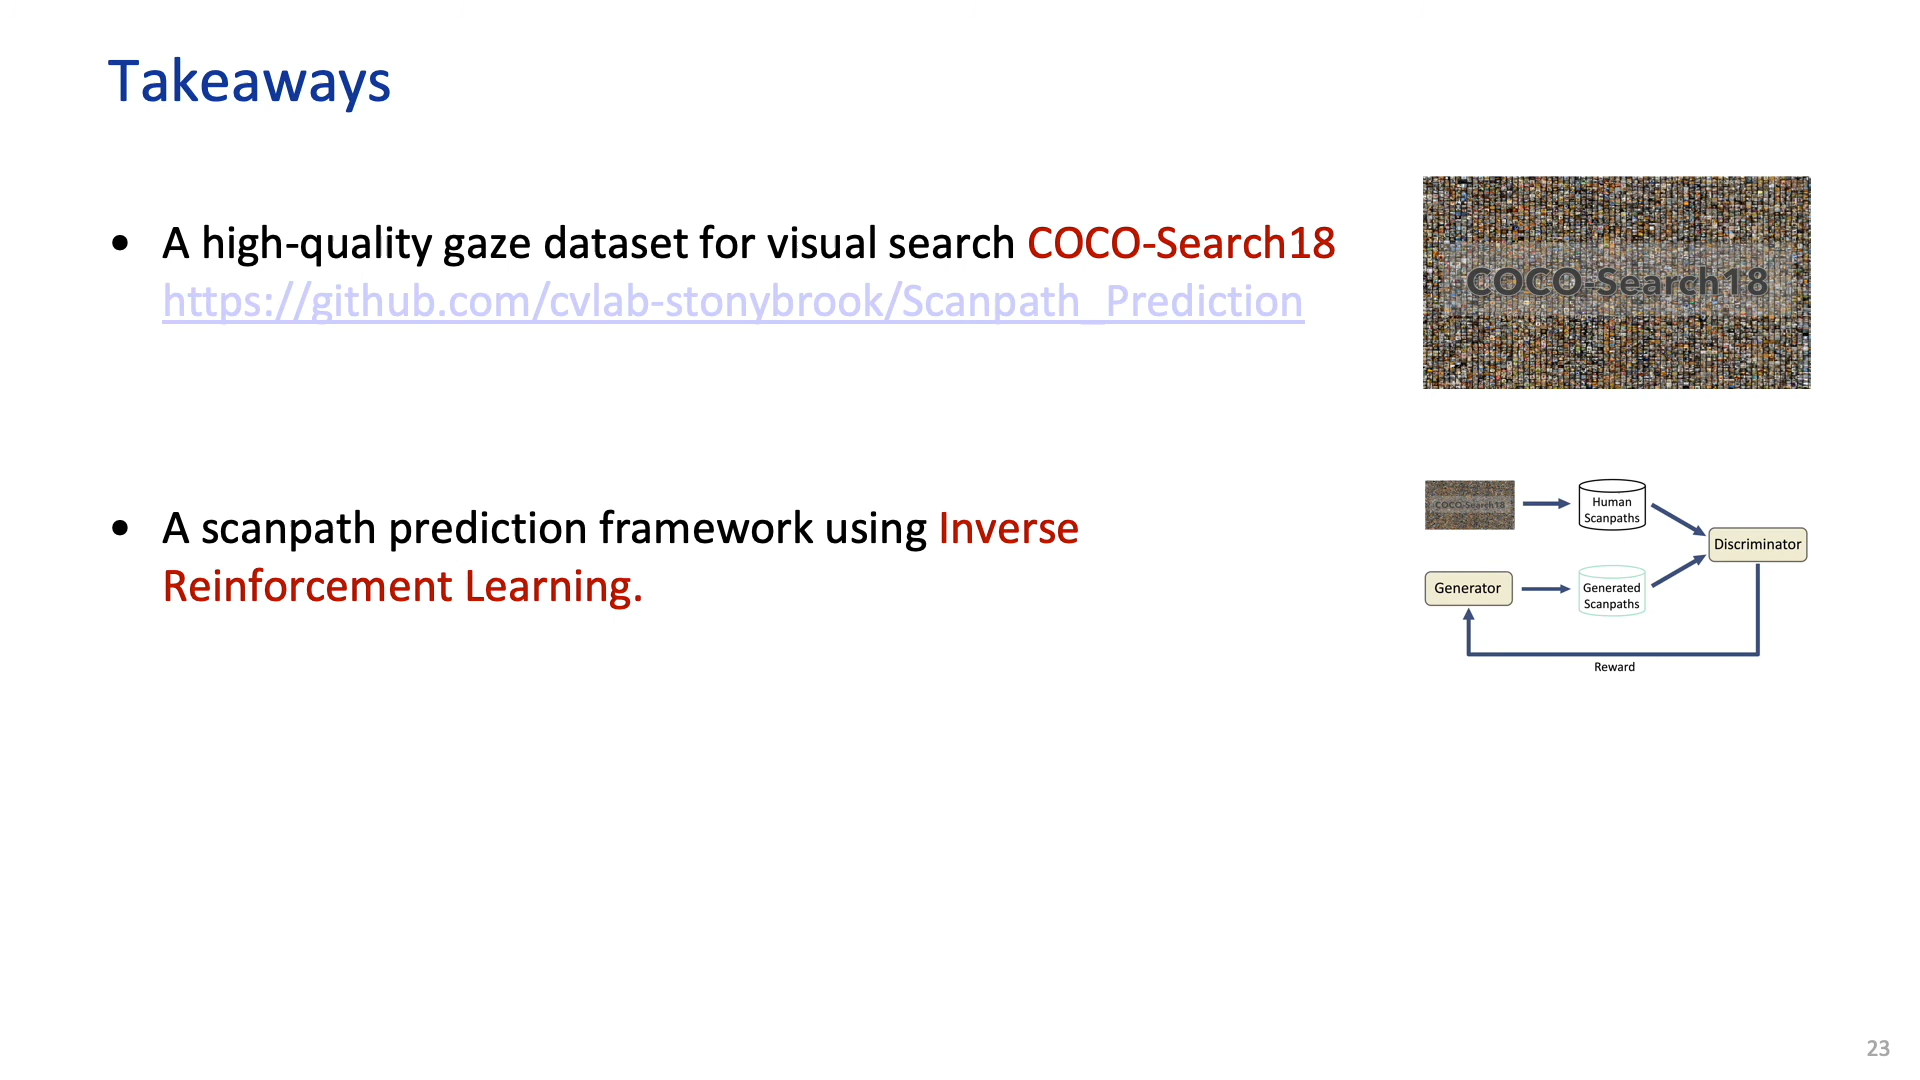 Takeaways
• A high-quality gaze dataset for visual search COCO-Search18
https://github.com/cvlab-stonybrook/Scanpath_Prediction
COCO-Search18
• A scanpath prediction framework using Inverse
Reinforcement Learning.
COCO-Search18
Human
Scanpaths
Discriminator
Generator
Generated
Scanpaths
Reward
23